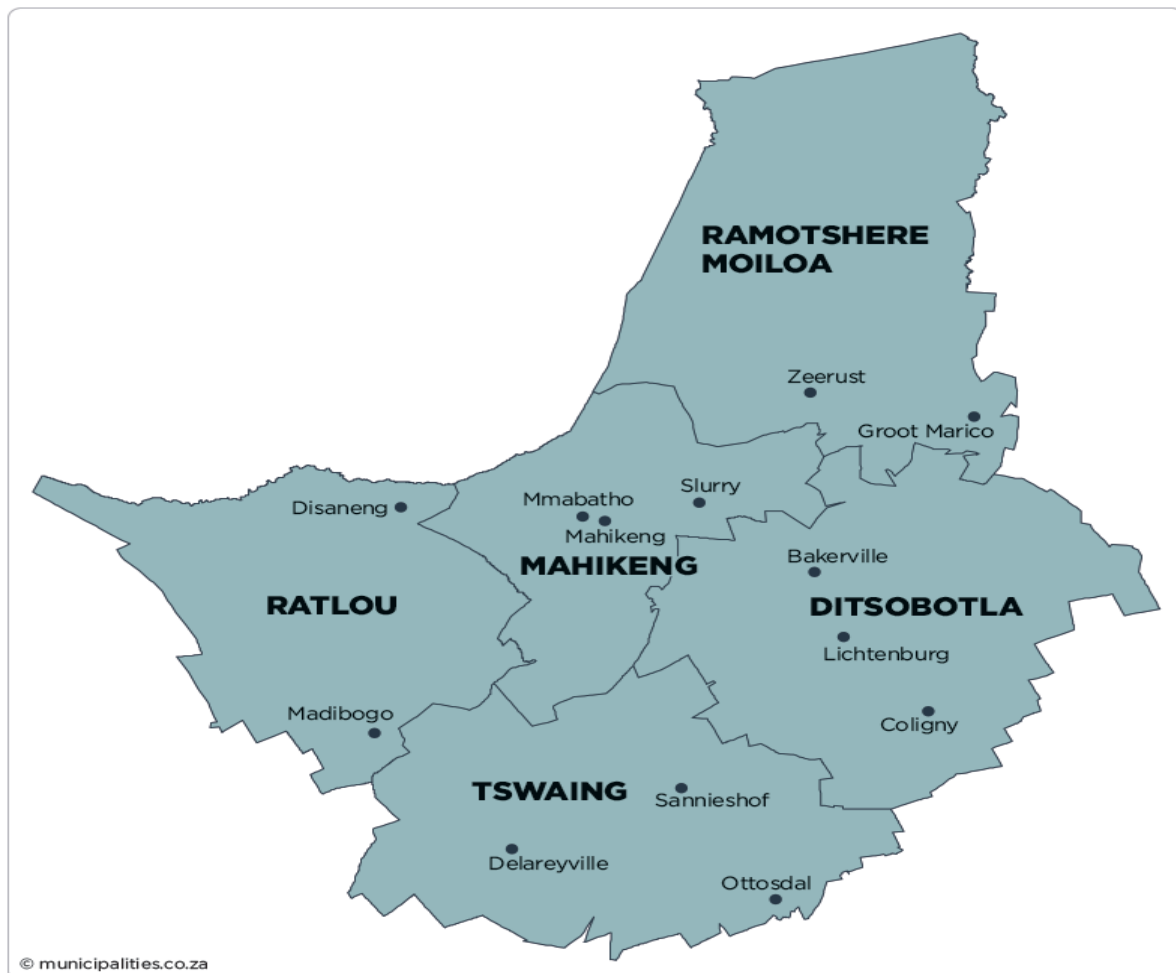 RAMOTSHERE
MOILOA
Zeerust
Groot Marico
Slurry
Disaneng
Mmabatho
Mahikeng
MAHIKENG
Bakerville
RATLOU
DITSOBOTLA
Lichtenburg
Madibogo
Coligny
TSWAING
Sannieshof
Delareyville
Ottosdal
© municipalities.co.za